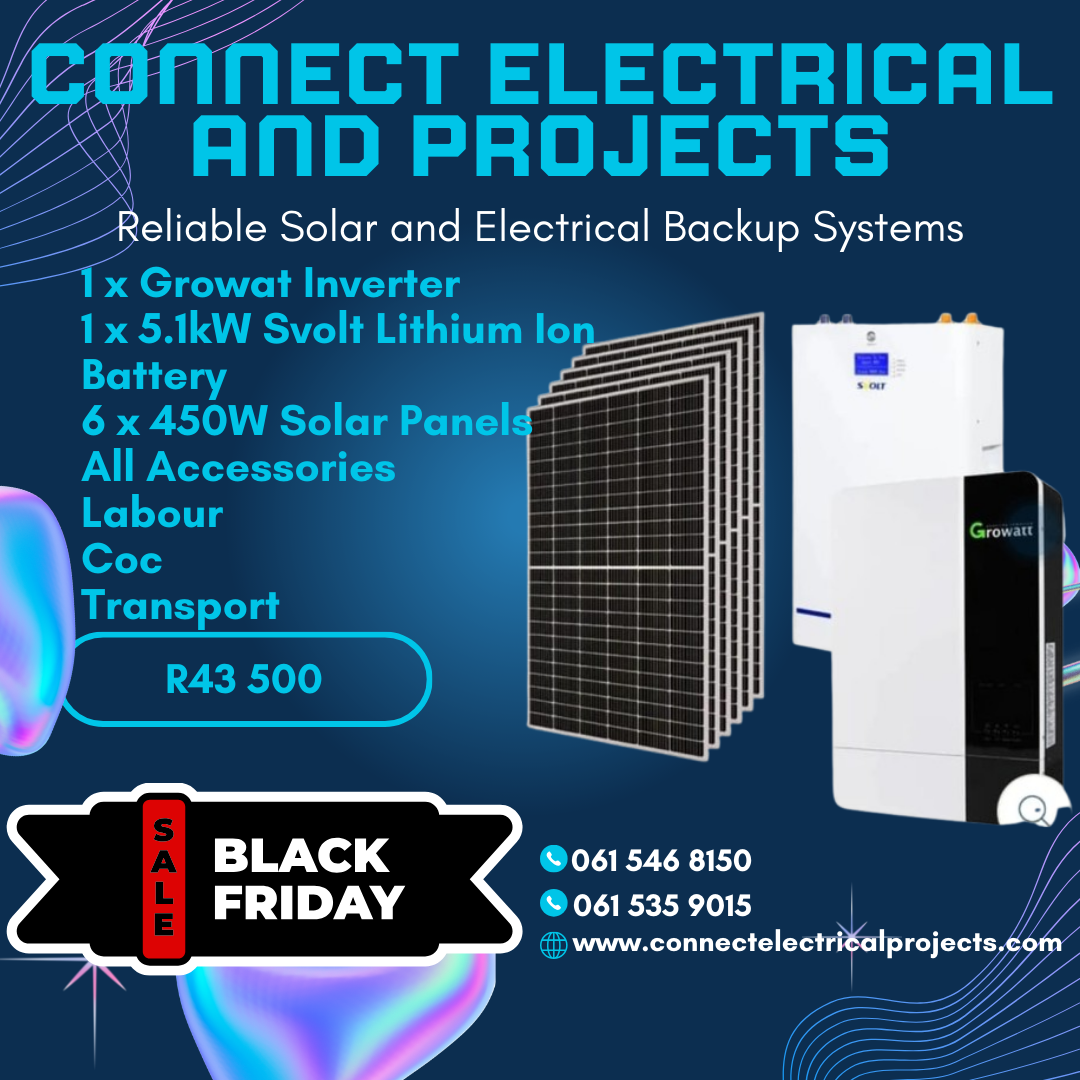 CONNECT ELECTRICAL
AND PROJECTS
Reliable Solar and Electrical Backup Systems
1 x Growat Inverter
1 x 5.1kW Svolt Lithium Ion
Battery
6 x 450W Solar Panels
All Accessories
Labour
Coc
Transport
R43 500
SVOLT
Growatt
SALE
BLACK
FRIDAY
061 546 8150
061 535 9015
www.connectelectricalprojects.com